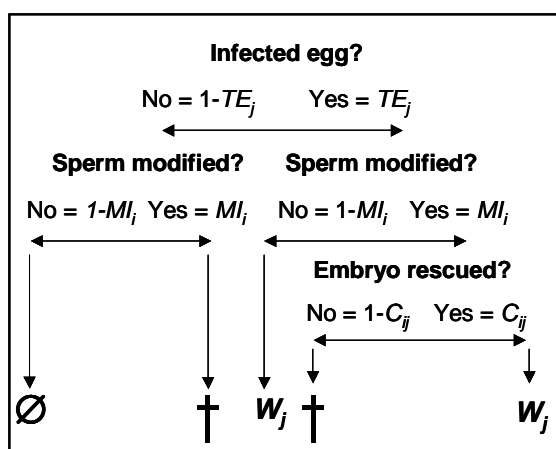 Infected egg?
No = 1-TEj Yes = TEj
Sperm modified? Sperm modified?
No = 1-MIi Yes = MIi No = 1-MIi Yes = MIi
Embryo rescued?
No = 1-Cij Yes = Cij
Ø † Wj † Wj